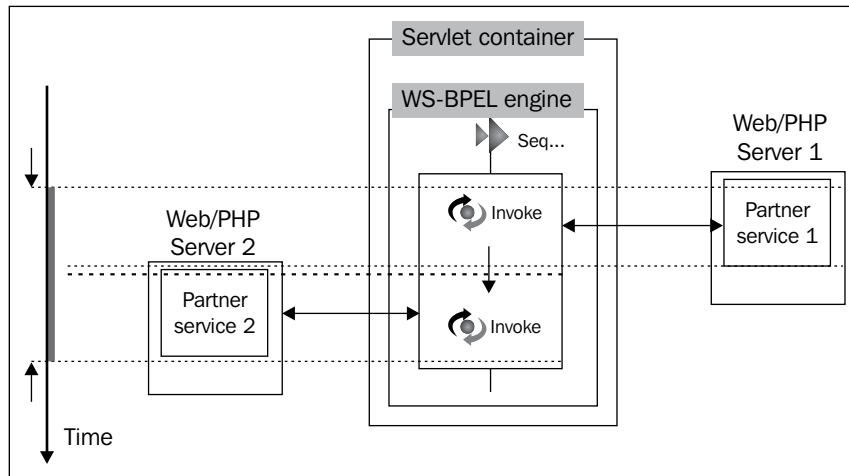 Servlet container
WS-BPEL engine
Seq...
Web/PHP
Server 1
Invoke
Partner
service 1
Web/PHP
Server 2
Partner
service 2
Invoke
Time